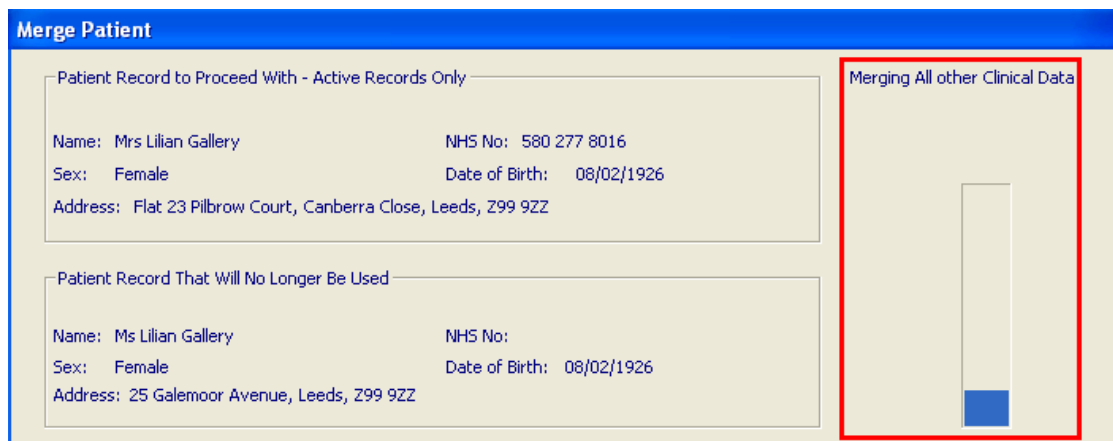 Merge Patient
Patient Record to Proceed With - Active Records Only
Name: Mrs Lilian Gallery NHS No: 580 277 8016
Sex: Female Date of Birth: 08/02/1926
Address: Flat 23 Pilbrow Court, Canberra Close, Leeds, Z99 9ZZ
Merging All other Clinical Data
Patient Record That Will No Longer Be Used
Name: Ms Lilian Gallery NHS No:
Sex: Female Date of Birth: 08/02/1926
Address: 25 Galemoor Avenue, Leeds, Z99 9ZZ